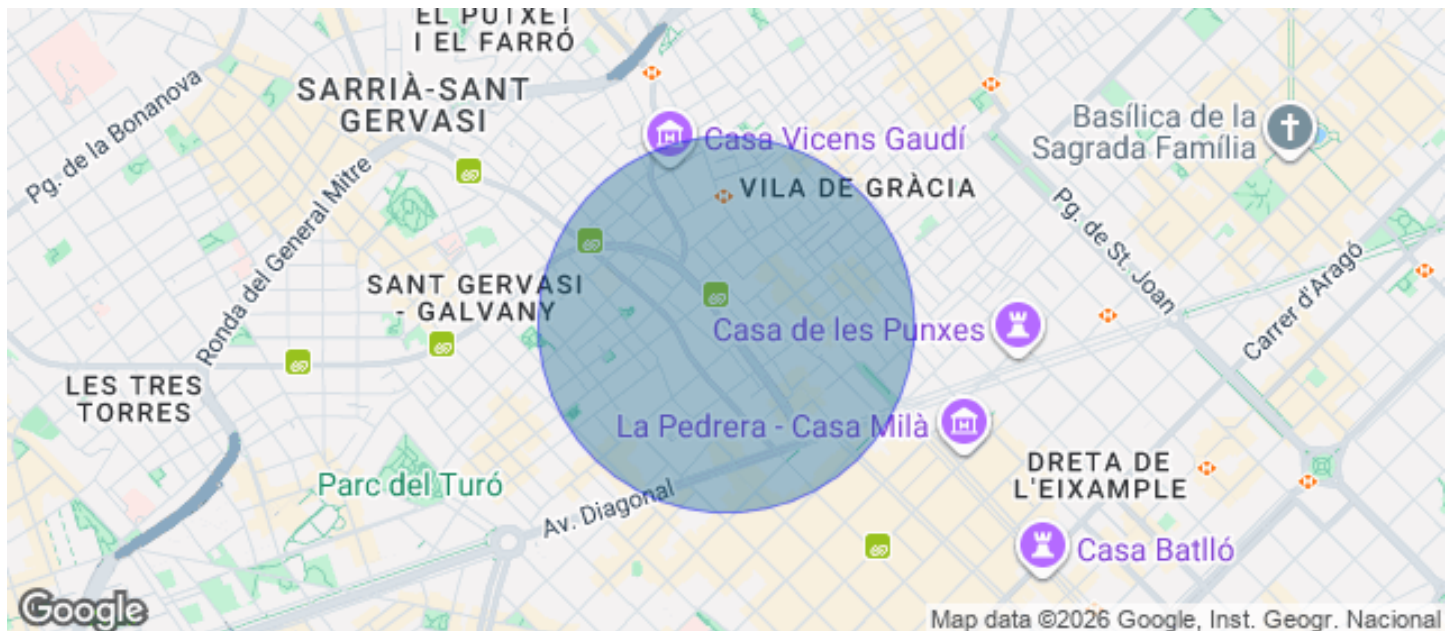 EL PUTXET
I EL FARRÓ
SARRIÀ-SANT
GERVASI
Pg. de la Bonanova
Casa Vicens Gaudí
Basílica de la
Sagrada Família
VILA DE GRÀCIA
Ronda del General Mitre
Pg. de St. Joan
SANT GERVASI
- GALVANY
Carrer d'Aragó
Casa de les Punxes
LES TRES
TORRES
La Pedrera - Casa Milà
DRETA DE
L'EIXAMPLE
Parc del Turó
Av. Diagonal
Casa Batlló
Google
Map data ©2026 Google, Inst. Geogr. Nacional